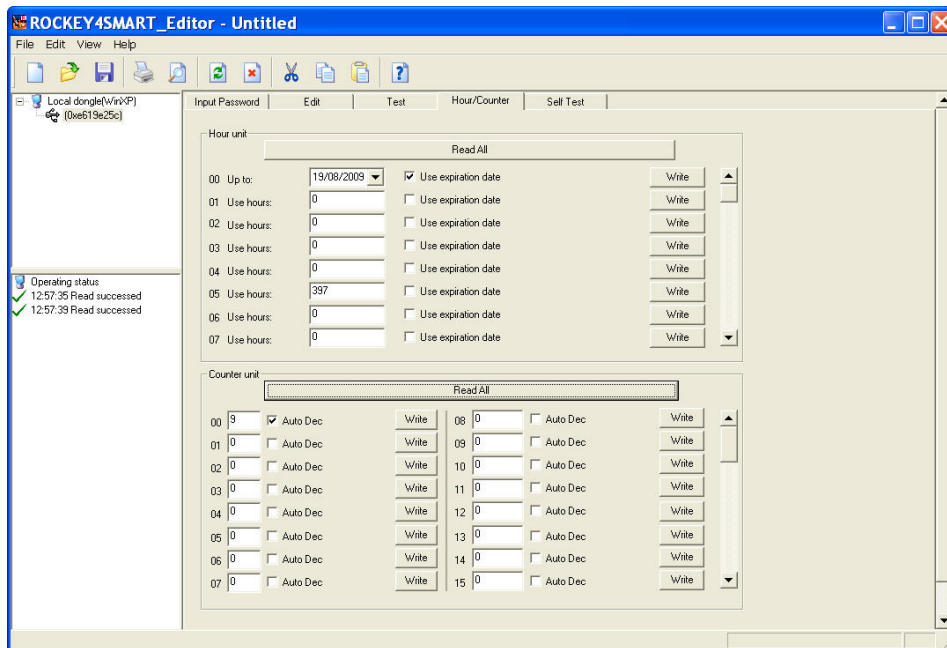 ROCKEY4SMART_Editor - Untitled
File Edit View Help
Local dongle(WinXP)
(0xe619e25c)
Operating status
12:57:35 Read successed
12:57:39 Read successed
Input Password Edit Test Hour/Counter Self Test
Hour unit
Read All
00 Up to: 19/08/2009 Use expiration date Write
01 Use hours: 0 Use expiration date Write
02 Use hours: 0 Use expiration date Write
03 Use hours: 0 Use expiration date Write
04 Use hours: 0 Use expiration date Write
05 Use hours: 397 Use expiration date Write
06 Use hours: 0 Use expiration date Write
07 Use hours: 0 Use expiration date Write
Counter unit
Read All
00 9 Auto Dec Write 08 0 Auto Dec Write
01 0 Auto Dec Write 09 0 Auto Dec Write
02 0 Auto Dec Write 10 0 Auto Dec Write
03 0 Auto Dec Write 11 0 Auto Dec Write
04 0 Auto Dec Write 12 0 Auto Dec Write
05 0 Auto Dec Write 13 0 Auto Dec Write
06 0 Auto Dec Write 14 0 Auto Dec Write
07 0 Auto Dec Write 15 0 Auto Dec Write